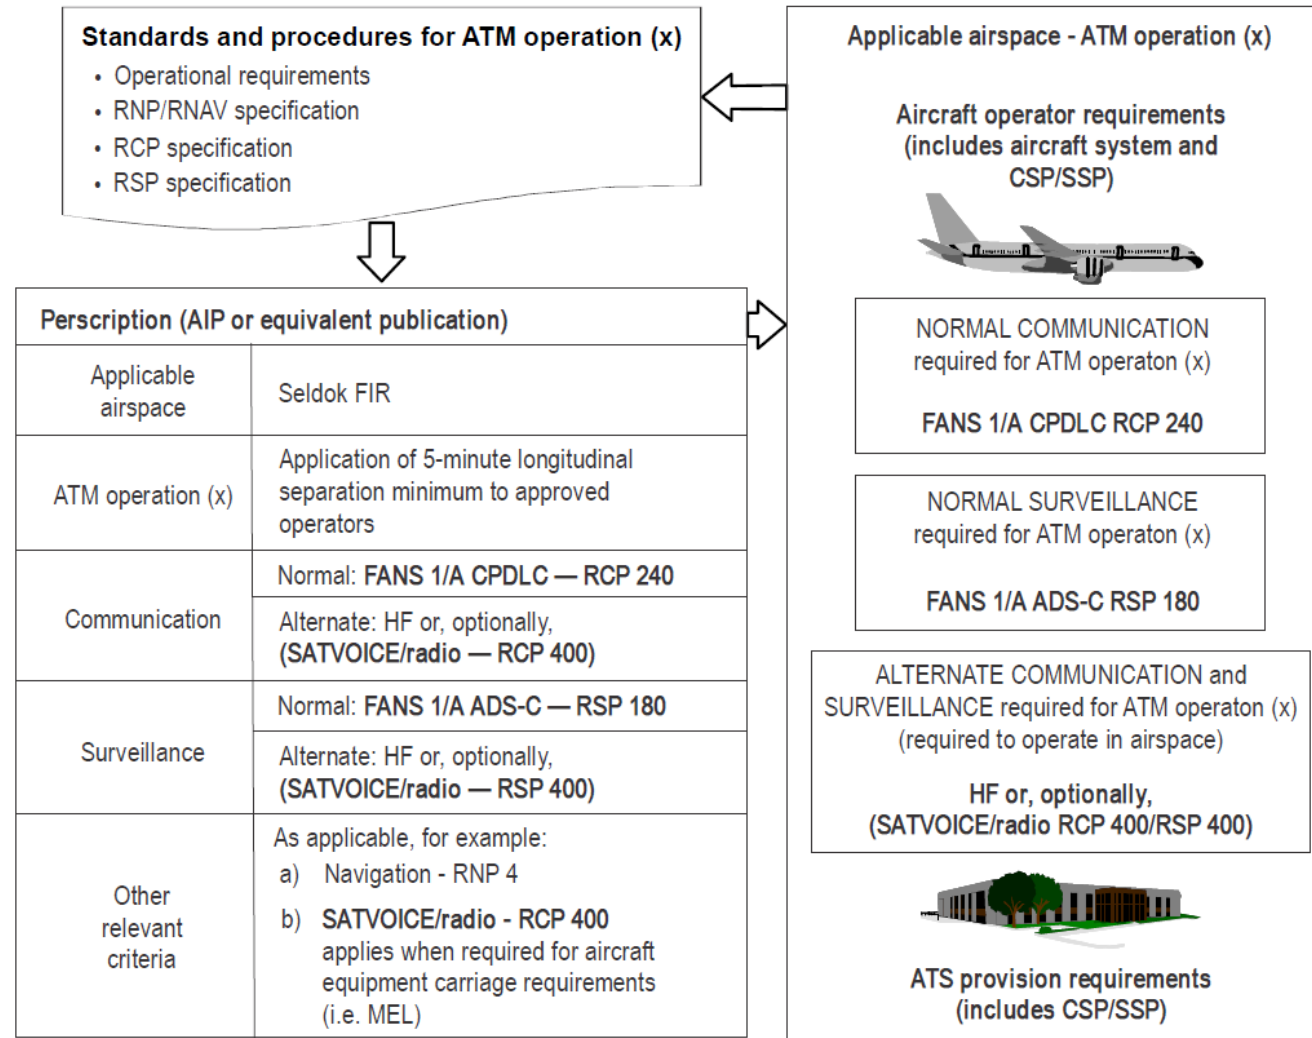 Standards and procedures for ATM operation (x)
• Operational requirements
• RNP/RNAV specification
• RCP specification
• RSP specification
Perscription (AIP or equivalent publication)
Applicable
airspace
Seldok FIR
ATM operation (x)
Application of 5-minute longitudinal
separation minimum to approved
operators
Communication
Normal: FANS 1/A CPDLC — RCP 240
Alternate: HF or, optionally,
(SATVOICE/radio — RCP 400)
Surveillance
Normal: FANS 1/A ADS-C — RSP 180
Alternate: HF or, optionally,
(SATVOICE/radio — RSP 400)
Other
relevant
criteria
As applicable, for example:
a) Navigation - RNP 4
b) SATVOICE/radio - RCP 400
applies when required for aircraft
equipment carriage requirements
(i.e. MEL)
Applicable airspace - ATM operation (x)
Aircraft operator requirements
(includes aircraft system and
CSP/SSP)
NORMAL COMMUNICATION
required for ATM operaton (x)
FANS 1/A CPDLC RCP 240
NORMAL SURVEILLANCE
required for ATM operaton (x)
FANS 1/A ADS-C RSP 180
ALTERNATE COMMUNICATION and
SURVEILLANCE required for ATM operaton (x)
(required to operate in airspace)
HF or, optionally,
(SATVOICE/radio RCP 400/RSP 400)
ATS provision requirements
(includes CSP/SSP)